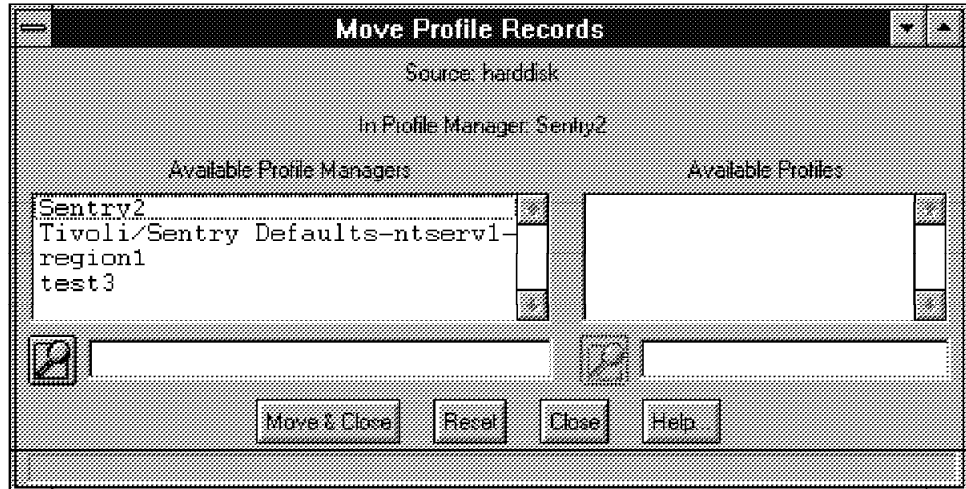 Move Profile Records
Source: harddisk
In Profile Manager: Sentry2
Available Profile Managers
Available Profiles
Sentry2
Tivoli/Sentry Defaults-ntserv1-
region1
test3
Move & Close
Reset
Close
Help...